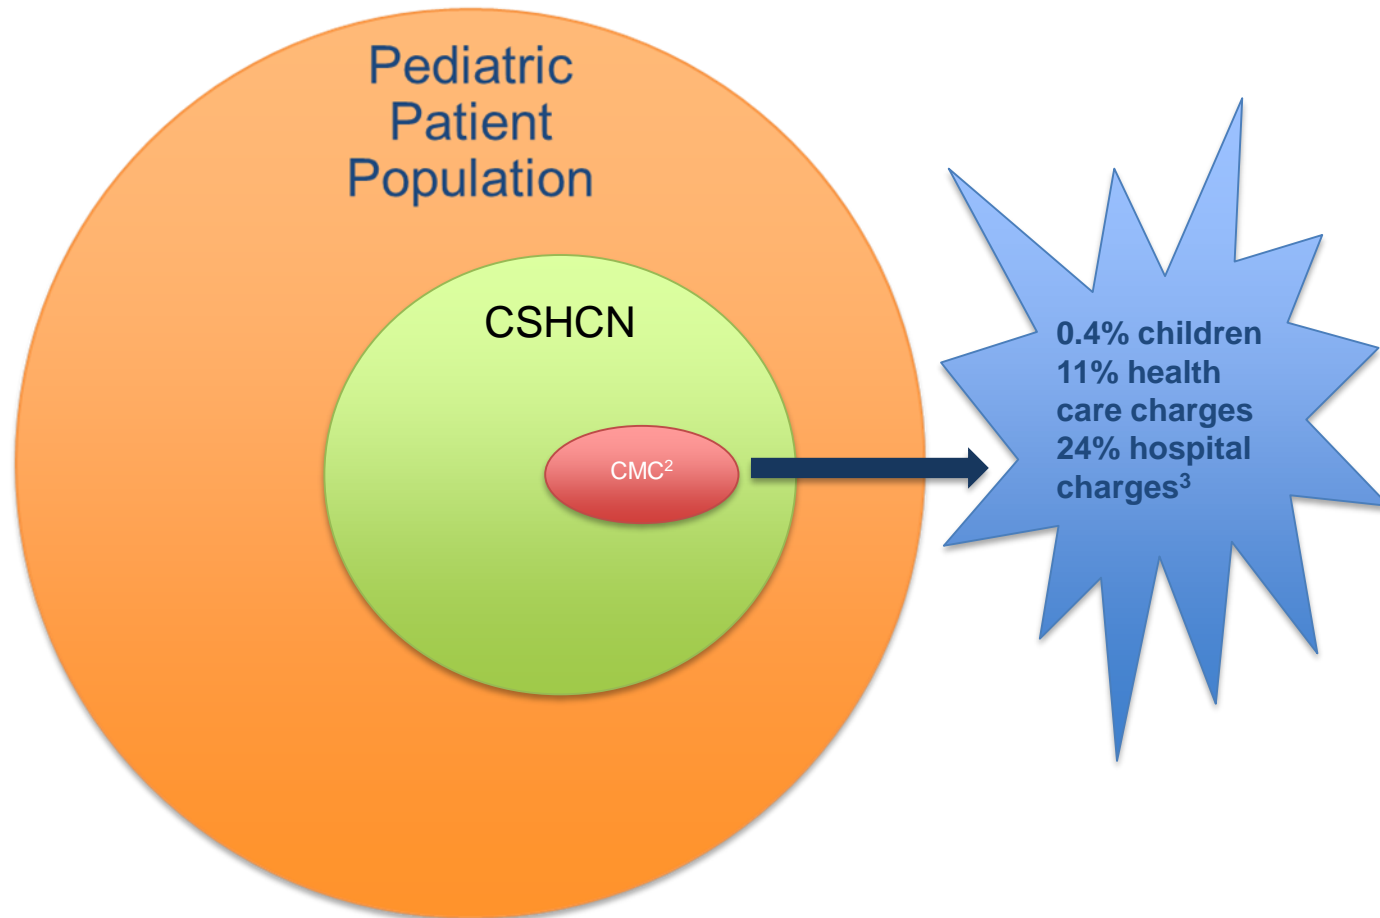 Pediatric
Patient
Population
CSHCN
CMC²
0.4% children
11% health
care charges
24% hospital
charges³